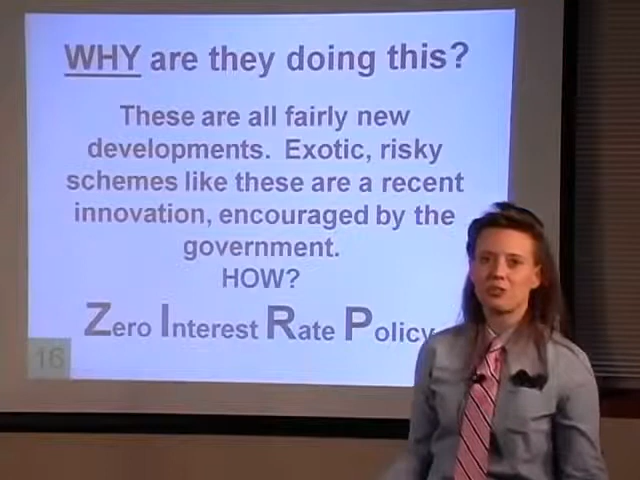 WHY are they doing this?
These are all fairly new
developments. Exotic, risky
schemes like these are a recent
innovation, encouraged by the
government.
HOW?
Zero Interest Rate Policy
16